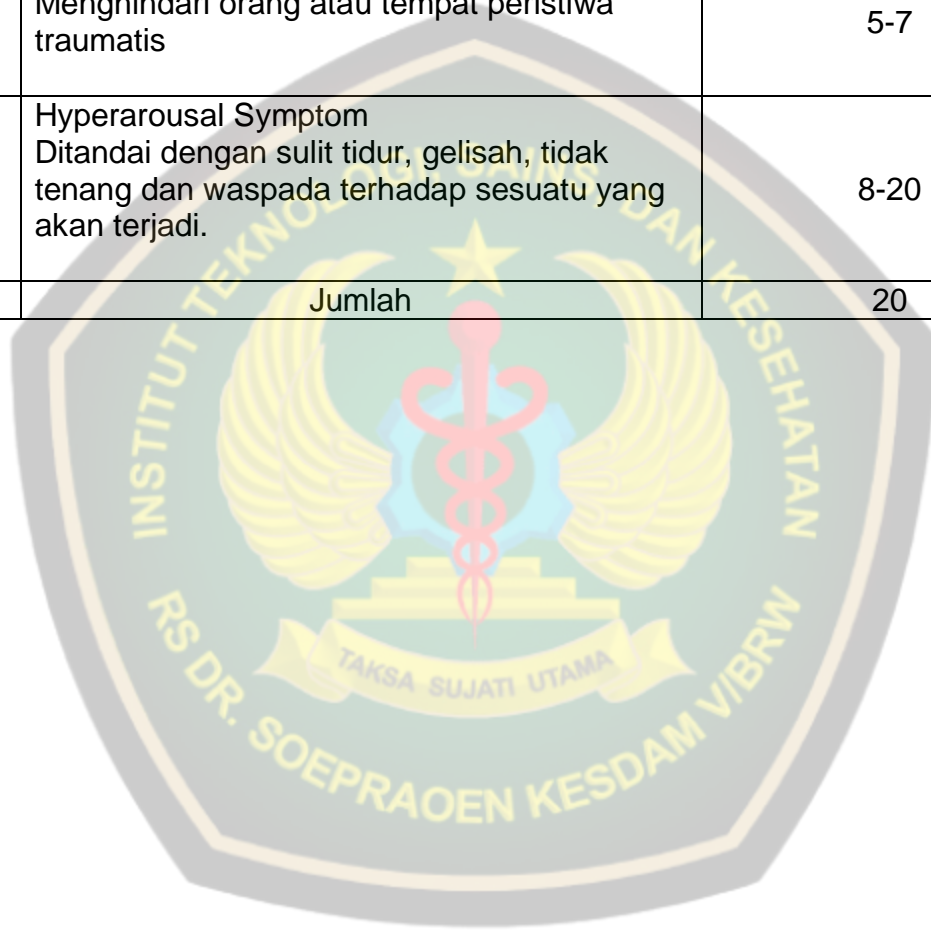 Menghindari orang atau tempat peristiwa
traumatis
5-7
Hyperarousal Symptom
Ditandai dengan sulit tidur, gelisah, tidak
tenang dan waspada terhadap sesuatu yang
akan terjadi.
8-20
Jumlah
20
INSTITUT TEKNOLOGI, SAINS, DAN KESEHATAN
TAKSA SUJATI UTAMA
RS DR. SOEPRAOEN KESDAM V/BRW